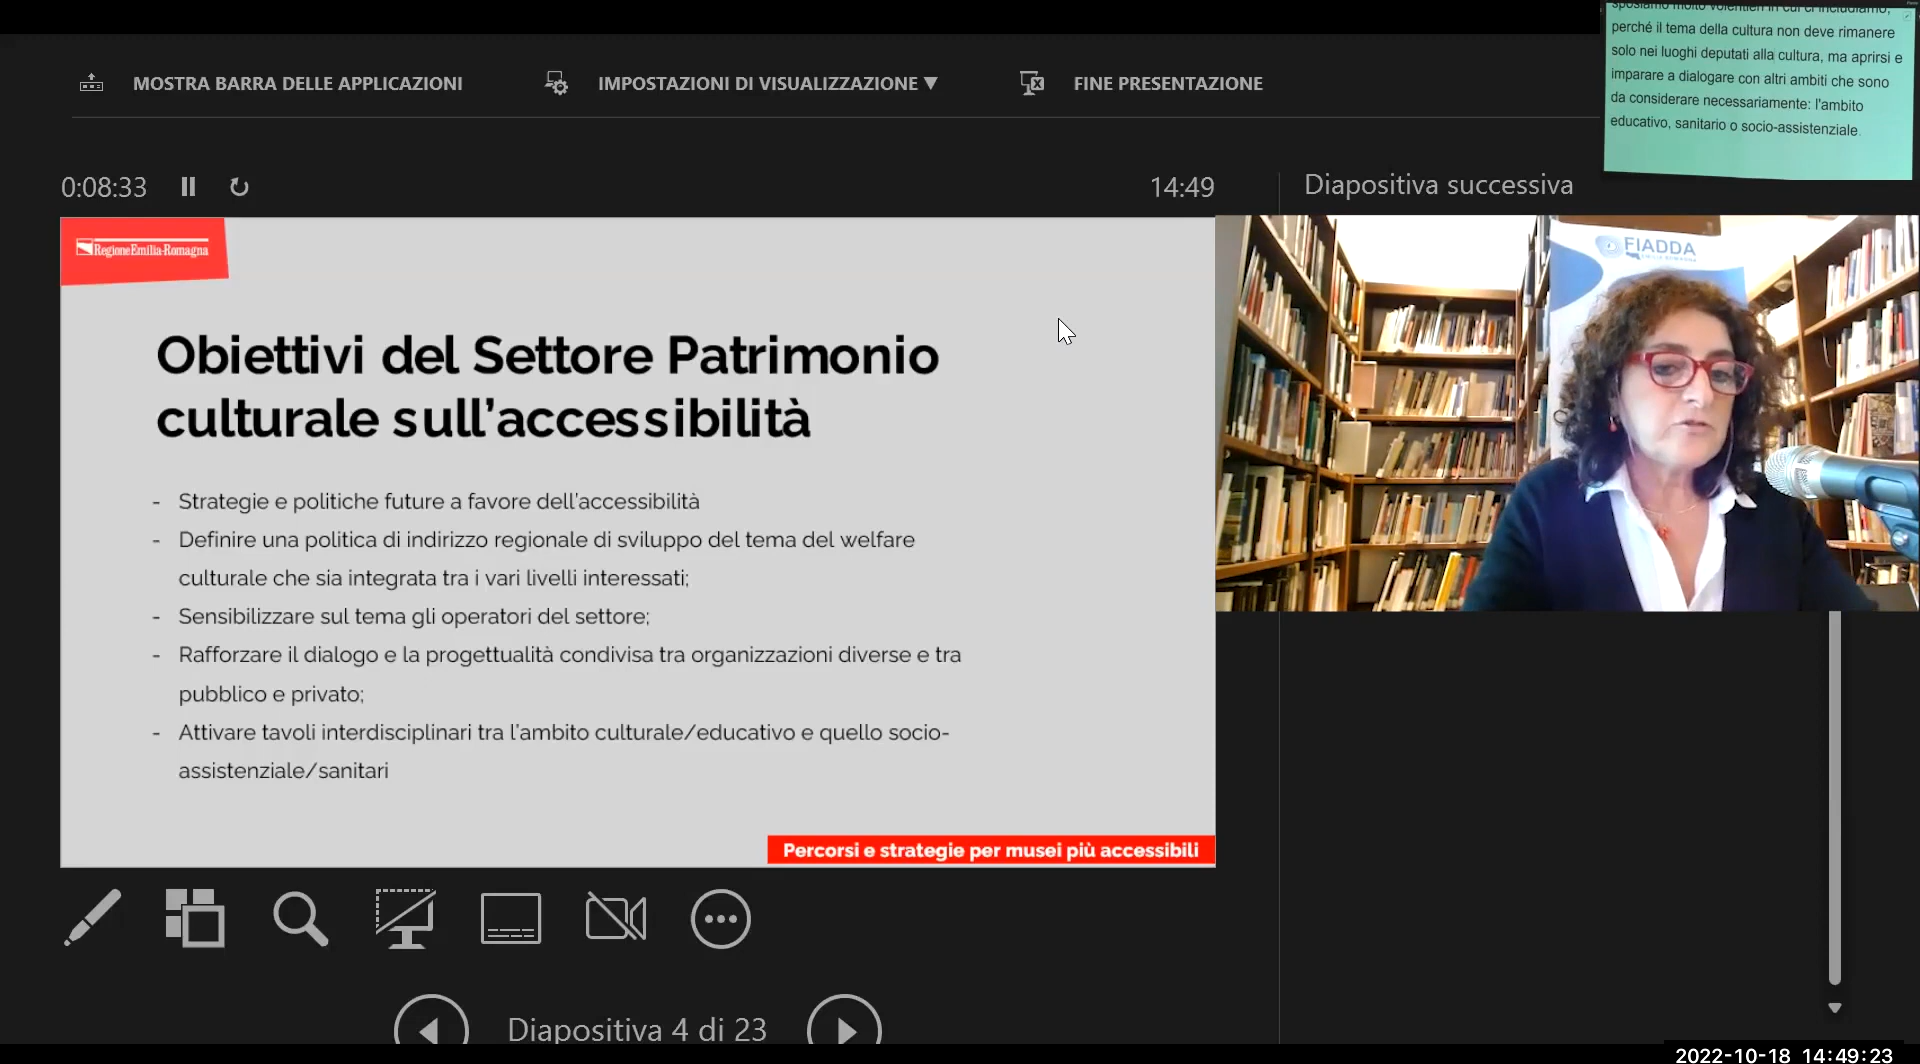 MOSTRA BARRA DELLE APPLICAZIONI
IMPOSTAZIONI DI VISUALIZZAZIONE ▼
FINE PRESENTAZIONE
perché il tema della cultura non deve rimanere
solo nei luoghi deputati alla cultura, ma aprirsi e
imparare a dialogare con altri ambiti che sono
da considerare necessariamente: l'ambito
educativo, sanitario o socio-assistenziale
0:08:33
14:49
Diapositiva successiva
RegioneEmilia-Romagna
FIADDA
EMILIA ROMAGNA
Obiettivi del Settore Patrimonio
culturale sull'accessibilità
- Strategie e politiche future a favore dell'accessibilità
- Definire una politica di indirizzo regionale di sviluppo del tema del welfare
culturale che sia integrata tra i vari livelli interessati;
- Sensibilizzare sul tema gli operatori del settore;
- Rafforzare il dialogo e la progettualità condivisa tra organizzazioni diverse e tra
pubblico e privato;
- Attivare tavoli interdisciplinari tra l'ambito culturale/educativo e quello socio-
assistenziale/sanitari
Percorsi e strategie per musei più accessibili
Diapositiva 4 di 23
2022-10-18 14:49:23